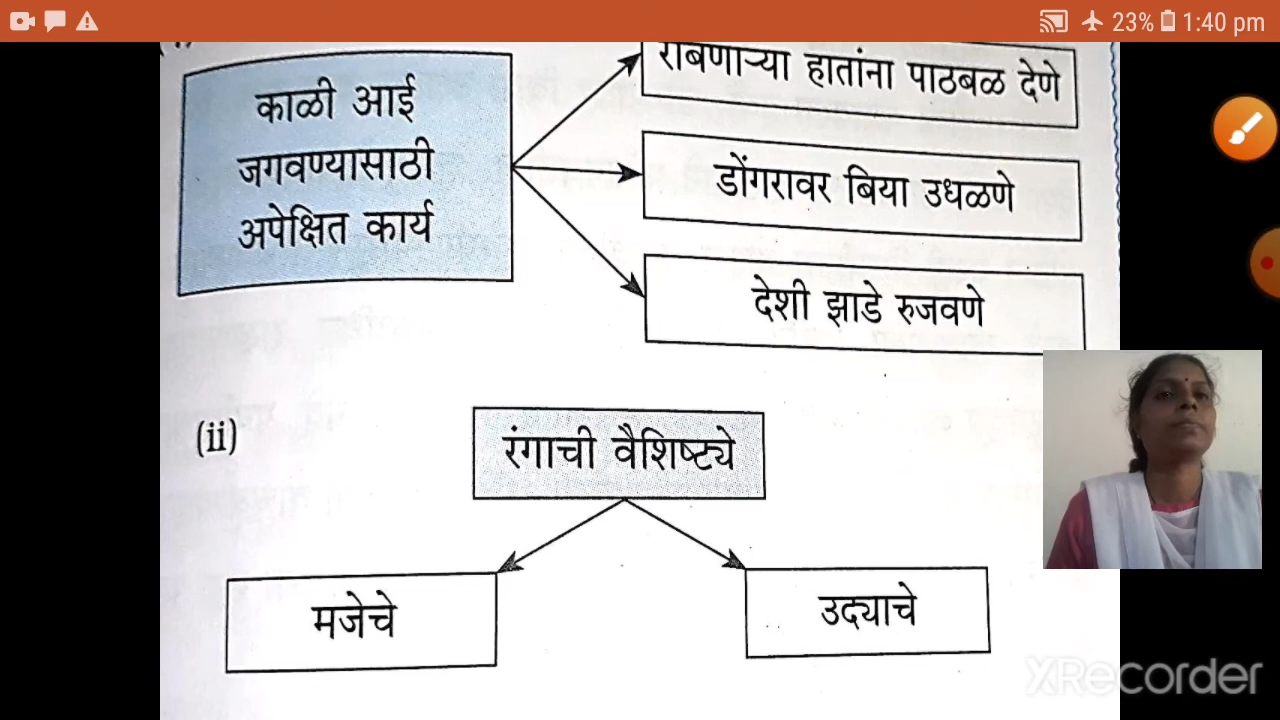 23% 1:40 pm
राबणाऱ्या हातांना पाठबळ देणे
काळी आई
जगवण्यासाठी
अपेक्षित कार्य
डोंगरावर बिया उधळणे
देशी झाडे रुजवणे
(ii)
रंगाची वैशिष्ट्ये
मजेचे
उद्याचे
XRecorder